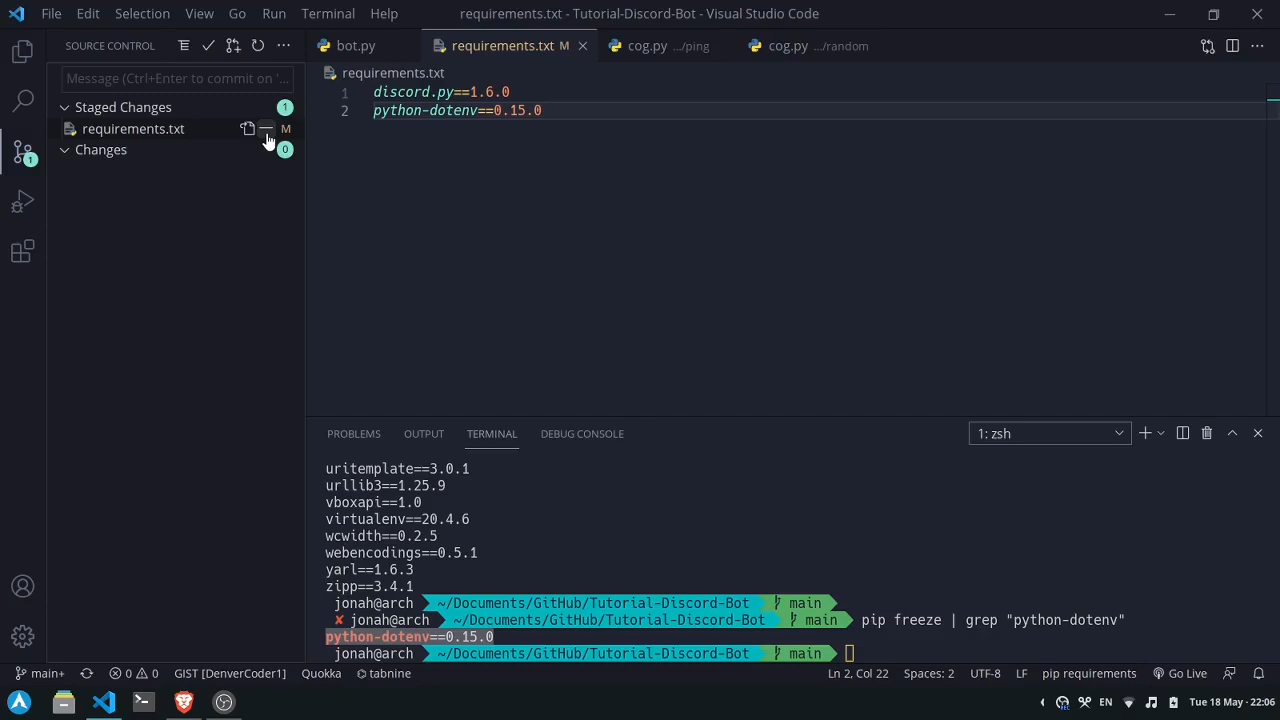 File Edit Selection View Go Run Terminal Help requirements.txt - Tutorial-Discord-Bot - Visual Studio Code
SOURCE CONTROL
bot.py requirements.txt M cog.py .../ping cog.py .../random
Message (Ctrl+Enter to commit on '...
Staged Changes 1
requirements.txt M
Changes 0
1
requirements.txt
1 discord.py==1.6.0
2 python-dotenv==0.15.0
PROBLEMS OUTPUT TERMINAL DEBUG CONSOLE 1: zsh
uritemplate==3.0.1
urllib3==1.25.9
vboxapi==1.0
virtualenv==20.4.6
wcwidth==0.2.5
webencodings==0.5.1
yarl==1.6.3
zipp==3.4.1
jonah@arch ~/Documents/GitHub/Tutorial-Discord-Bot main
✘ jonah@arch ~/Documents/GitHub/Tutorial-Discord-Bot main pip freeze | grep "python-dotenv"
python-dotenv==0.15.0
jonah@arch ~/Documents/GitHub/Tutorial-Discord-Bot main
main+ 0 0 GIST [DenverCoder1] Quokka tabnine Ln 2, Col 22 Spaces: 2 UTF-8 LF pip requirements Go Live
EN Tue 18 May · 22:06